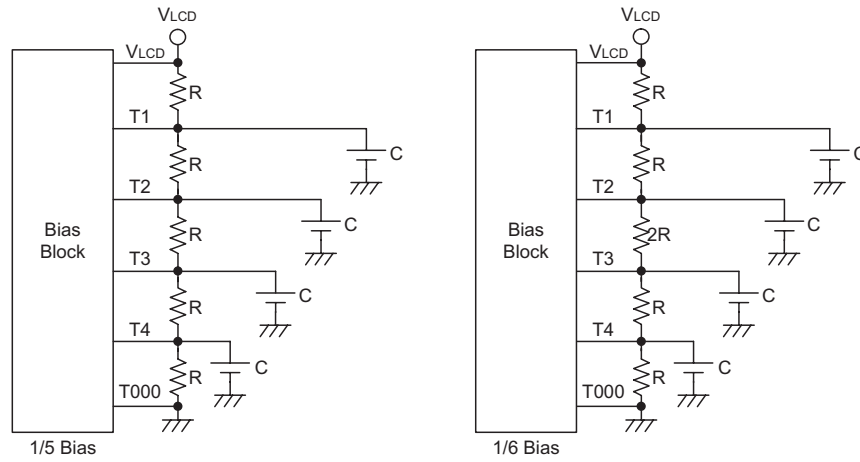 VLCD
VLCD
R
T1
C
R
T2
C
R
Bias
Block
T3
C
R
T4
C
R
T000
1/5 Bias
VLCD
VLCD
R
T1
C
R
T2
C
2R
Bias
Block
T3
C
R
T4
C
R
T000
1/6 Bias